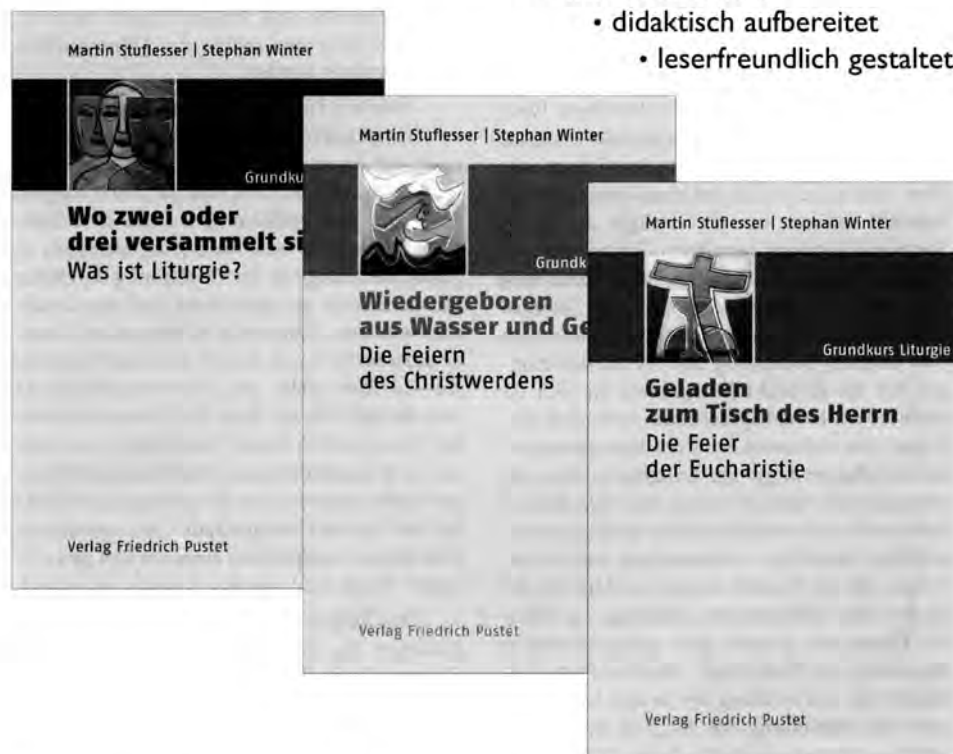 • didaktisch aufbereitet
• leserfreundlich gestaltet
Martin Stuflesser | Stephan Winter
Grundku
Wo zwei oder
drei versammelt si
Was ist Liturgie?
Verlag Friedrich Pustet
Martin Stuflesser | Stephan Winter
Grundk
Wiedergeboren
aus Wasser und Ge
Die Feiern
des Christwerdens
Verlag Friedrich Pustet
Martin Stuflesser | Stephan Winter
Grundkurs Liturgie
Geladen
zum Tisch des Herrn
Die Feier
der Eucharistie
Verlag Friedrich Pustet